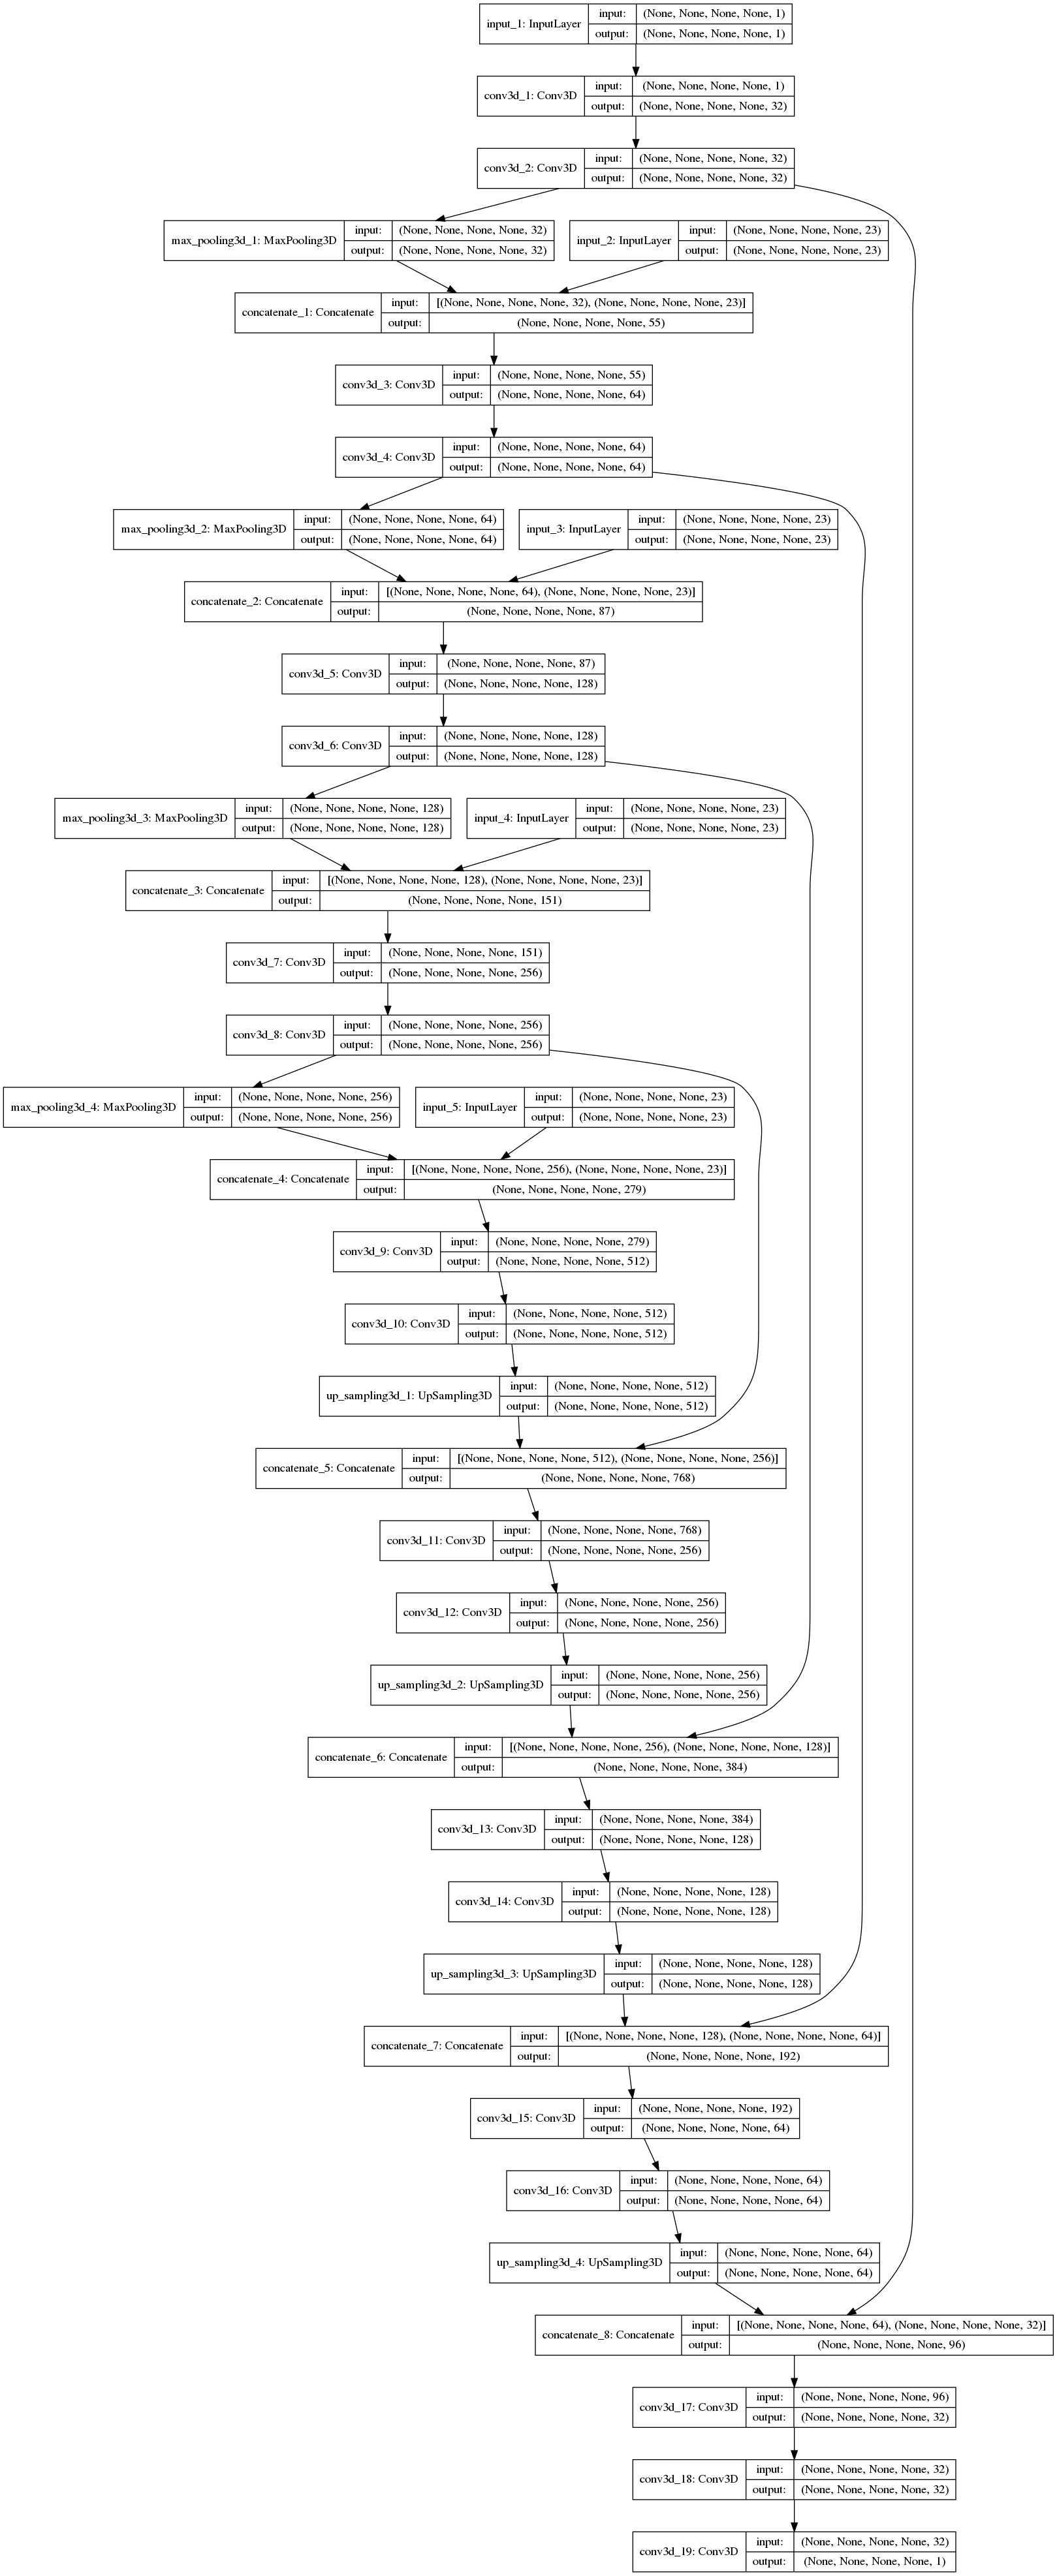 input_1: InputLayer input: (None, None, None, None, 1)
output: (None, None, None, None, 1)
conv3d_1: Conv3D input: (None, None, None, None, 1)
output: (None, None, None, None, 32)
conv3d_2: Conv3D input: (None, None, None, None, 32)
output: (None, None, None, None, 32)
max_pooling3d_1: MaxPooling3D input: (None, None, None, None, 32)
output: (None, None, None, None, 32)
input_2: InputLayer input: (None, None, None, None, 23)
output: (None, None, None, None, 23)
concatenate_1: Concatenate input: [(None, None, None, None, 32), (None, None, None, None, 23)]
output: (None, None, None, None, 55)
conv3d_3: Conv3D input: (None, None, None, None, 55)
output: (None, None, None, None, 64)
conv3d_4: Conv3D input: (None, None, None, None, 64)
output: (None, None, None, None, 64)
max_pooling3d_2: MaxPooling3D input: (None, None, None, None, 64)
output: (None, None, None, None, 64)
input_3: InputLayer input: (None, None, None, None, 23)
output: (None, None, None, None, 23)
concatenate_2: Concatenate input: [(None, None, None, None, 64), (None, None, None, None, 23)]
output: (None, None, None, None, 87)
conv3d_5: Conv3D input: (None, None, None, None, 87)
output: (None, None, None, None, 128)
conv3d_6: Conv3D input: (None, None, None, None, 128)
output: (None, None, None, None, 128)
max_pooling3d_3: MaxPooling3D input: (None, None, None, None, 128)
output: (None, None, None, None, 128)
input_4: InputLayer input: (None, None, None, None, 23)
output: (None, None, None, None, 23)
concatenate_3: Concatenate input: [(None, None, None, None, 128), (None, None, None, None, 23)]
output: (None, None, None, None, 151)
conv3d_7: Conv3D input: (None, None, None, None, 151)
output: (None, None, None, None, 256)
conv3d_8: Conv3D input: (None, None, None, None, 256)
output: (None, None, None, None, 256)
max_pooling3d_4: MaxPooling3D input: (None, None, None, None, 256)
output: (None, None, None, None, 256)
input_5: InputLayer input: (None, None, None, None, 23)
output: (None, None, None, None, 23)
concatenate_4: Concatenate input: [(None, None, None, None, 256), (None, None, None, None, 23)]
output: (None, None, None, None, 279)
conv3d_9: Conv3D input: (None, None, None, None, 279)
output: (None, None, None, None, 512)
conv3d_10: Conv3D input: (None, None, None, None, 512)
output: (None, None, None, None, 512)
up_sampling3d_1: UpSampling3D input: (None, None, None, None, 512)
output: (None, None, None, None, 512)
concatenate_5: Concatenate input: [(None, None, None, None, 512), (None, None, None, None, 256)]
output: (None, None, None, None, 768)
conv3d_11: Conv3D input: (None, None, None, None, 768)
output: (None, None, None, None, 256)
conv3d_12: Conv3D input: (None, None, None, None, 256)
output: (None, None, None, None, 256)
up_sampling3d_2: UpSampling3D input: (None, None, None, None, 256)
output: (None, None, None, None, 256)
concatenate_6: Concatenate input: [(None, None, None, None, 256), (None, None, None, None, 128)]
output: (None, None, None, None, 384)
conv3d_13: Conv3D input: (None, None, None, None, 384)
output: (None, None, None, None, 128)
conv3d_14: Conv3D input: (None, None, None, None, 128)
output: (None, None, None, None, 128)
up_sampling3d_3: UpSampling3D input: (None, None, None, None, 128)
output: (None, None, None, None, 128)
concatenate_7: Concatenate input: [(None, None, None, None, 128), (None, None, None, None, 64)]
output: (None, None, None, None, 192)
conv3d_15: Conv3D input: (None, None, None, None, 192)
output: (None, None, None, None, 64)
conv3d_16: Conv3D input: (None, None, None, None, 64)
output: (None, None, None, None, 64)
up_sampling3d_4: UpSampling3D input: (None, None, None, None, 64)
output: (None, None, None, None, 64)
concatenate_8: Concatenate input: [(None, None, None, None, 64), (None, None, None, None, 32)]
output: (None, None, None, None, 96)
conv3d_17: Conv3D input: (None, None, None, None, 96)
output: (None, None, None, None, 32)
conv3d_18: Conv3D input: (None, None, None, None, 32)
output: (None, None, None, None, 32)
conv3d_19: Conv3D input: (None, None, None, None, 32)
output: (None, None, None, None, 1)